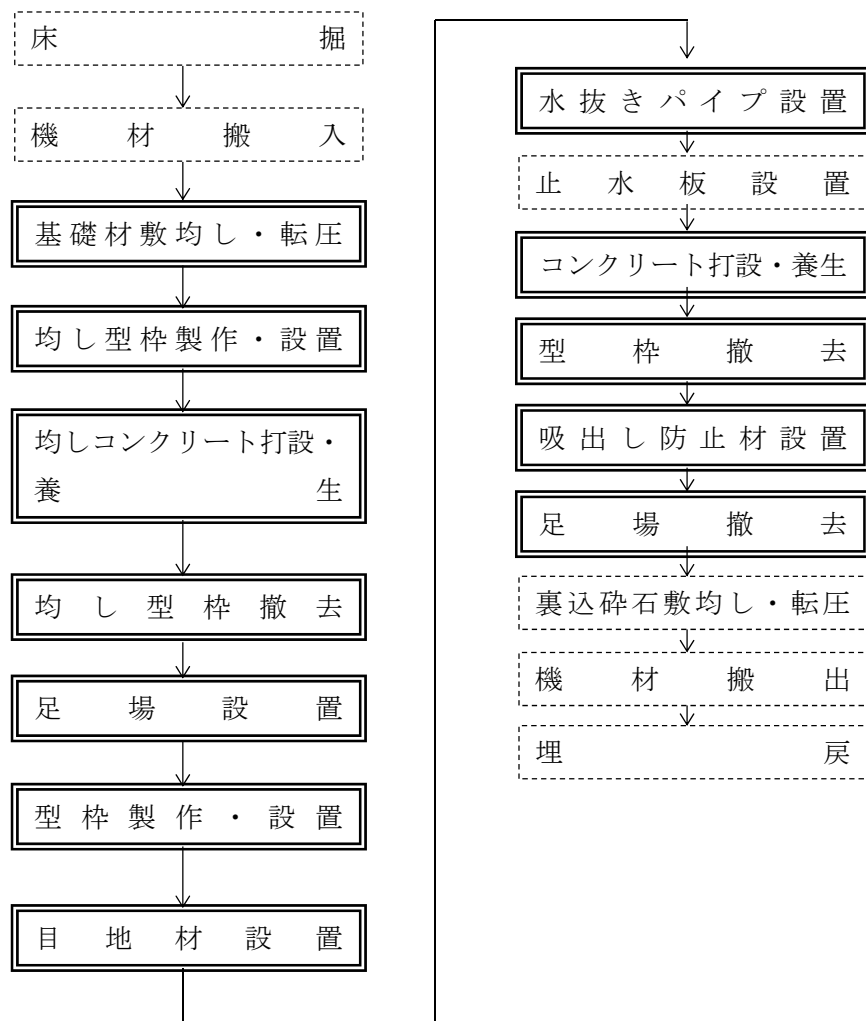 床掘
機材搬入
基礎材敷均し・転圧
均し型枠製作・設置
均しコンクリート打設・
養生
均し型枠撤去
足場設置
型枠製作・設置
目地材設置
水抜きパイプ設置
止水板設置
コンクリート打設・養生
型枠撤去
吸出し防止材設置
足場撤去
裏込砕石敷均し・転圧
機材搬出
埋戻